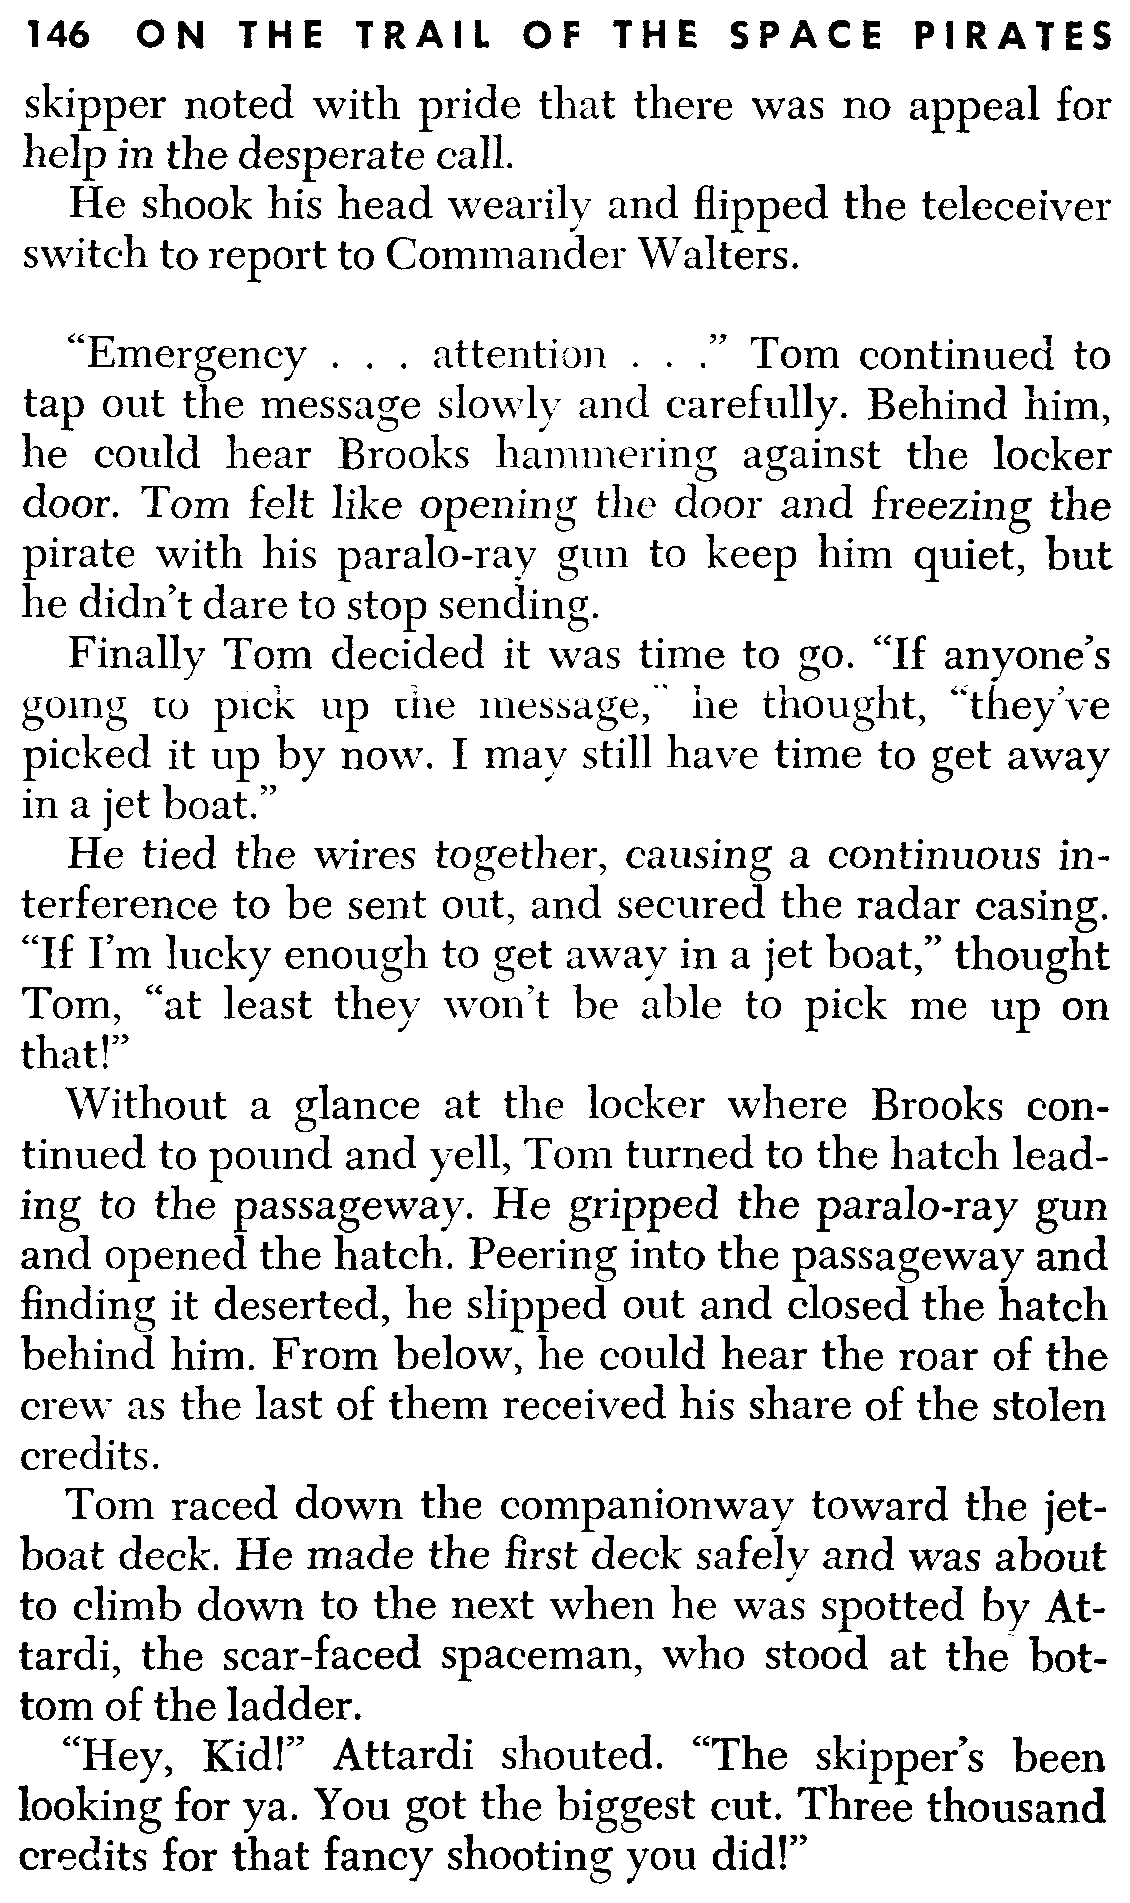 146 ON THE TRAIL OF THE SPACE PIRATES
skipper noted with pride that there was no appeal for
help in the desperate call.
He shook his head wearily and flipped the teleceiver
switch to report to Commander Walters.
“Emergency . . . attention . . .” Tom continued to
tap out the message slowly and carefully. Behind him,
he could hear Brooks hammering against the locker
door. Tom felt like opening the door and freezing the
pirate with his paralo-ray gun to keep him quiet, but
he didn’t dare to stop sending.
Finally Tom decided it was time to go. “If anyone’s
going to pick up the message,” he thought, “they’ve
picked it up by now. I may still have time to get away
in a jet boat.”
He tied the wires together, causing a continuous in-
terference to be sent out, and secured the radar casing.
“If I’m lucky enough to get away in a jet boat,” thought
Tom, “at least they won’t be able to pick me up on
that!”
Without a glance at the locker where Brooks con-
tinued to pound and yell, Tom turned to the hatch lead-
ing to the passageway. He gripped the paralo-ray gun
and opened the hatch. Peering into the passageway and
finding it deserted, he slipped out and closed the hatch
behind him. From below, he could hear the roar of the
crew as the last of them received his share of the stolen
credits.
Tom raced down the companionway toward the jet-
boat deck. He made the first deck safely and was about
to climb down to the next when he was spotted by At-
tardi, the scar-faced spaceman, who stood at the bot-
tom of the ladder.
“Hey, Kid!” Attardi shouted. “The skipper’s been
looking for ya. You got the biggest cut. Three thousand
credits for that fancy shooting you did!”